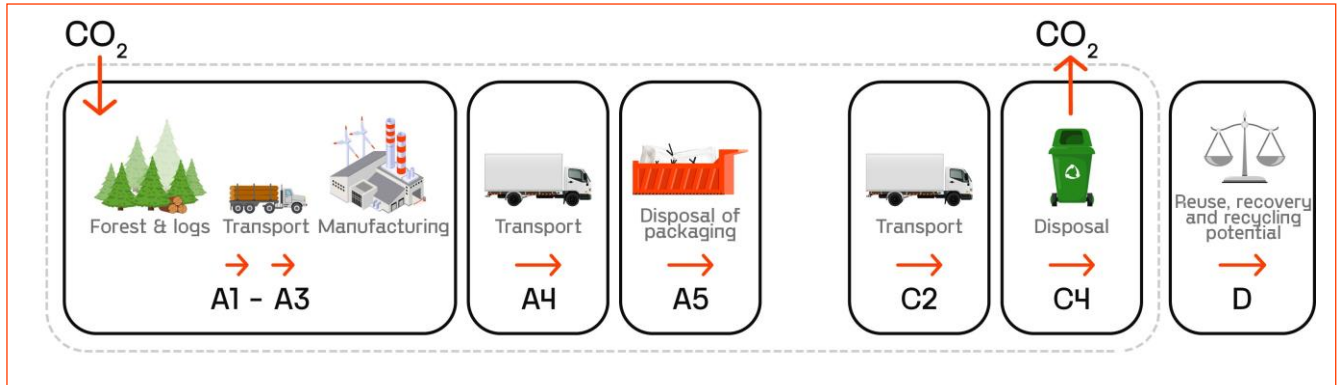 CO₂
CO₂
Forest & logs
Transport
Manufacturing
A1 - A3
Transport
A4
Disposal of
packaging
A5
Transport
C2
Disposal
C4
Reuse, recovery
and recycling
potential
D